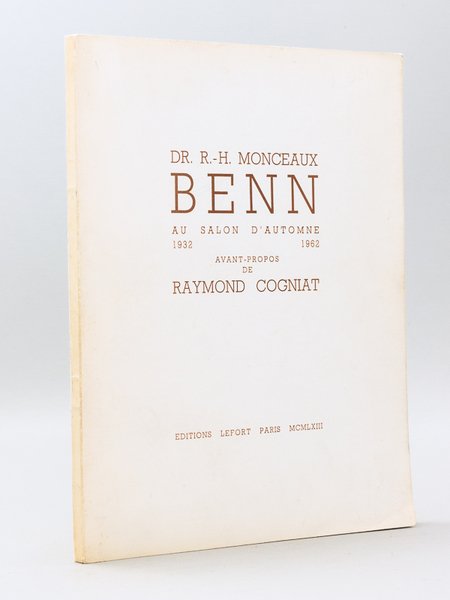 DR. R.-H. MONCEAUX
BENN
AU SALON D'AUTOMNE
1932 1962
AVANT-PROPOS
DE
RAYMOND COGNIAT
EDITIONS LEFORT PARIS MCMLXIII